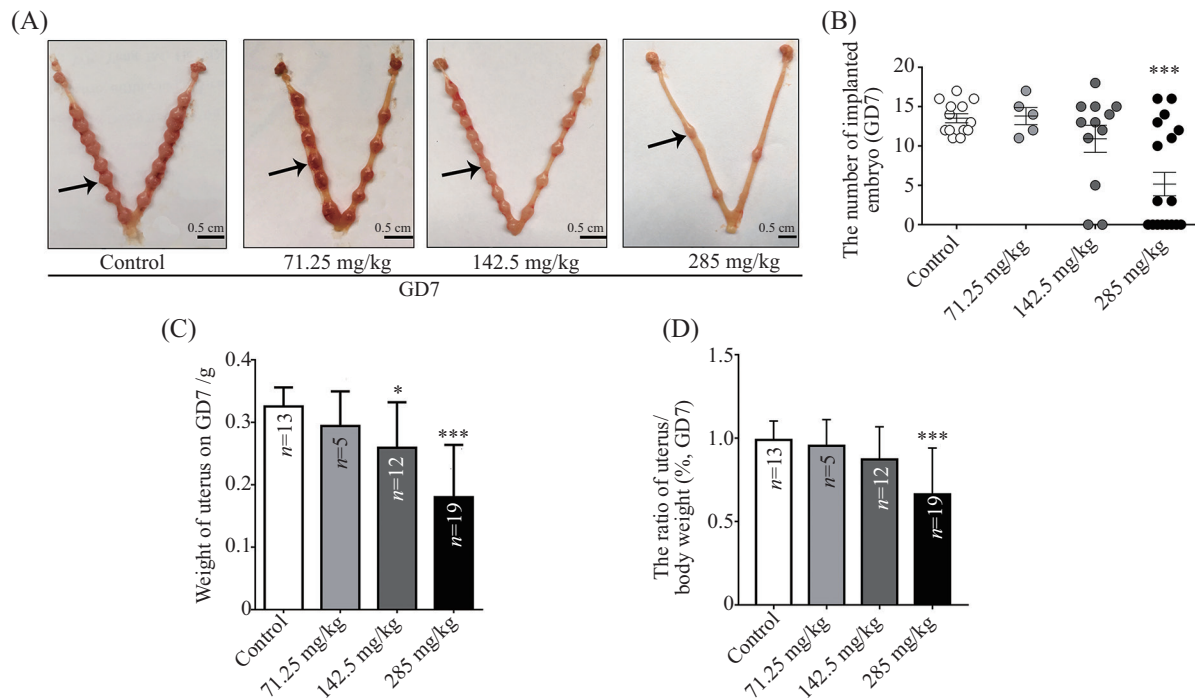 (A)
0.5 cm
0.5 cm
0.5 cm
0.5 cm
Control
71.25 mg/kg
142.5 mg/kg
285 mg/kg
GD7
(B)
The number of implanted
embryo (GD7)
20
15
10
5
0
***
Control
71.25 mg/kg
142.5 mg/kg
285 mg/kg
(C)
Weight of uterus on GD7 /g
0.4
0.3
0.2
0.1
0
n=13
n=5
*
n=12
***
n=19
Control
71.25 mg/kg
142.5 mg/kg
285 mg/kg
(D)
The ratio of uterus/
body weight (%, GD7)
1.5
1.0
0.5
0
n=13
n=5
n=12
***
n=19
Control
71.25 mg/kg
142.5 mg/kg
285 mg/kg